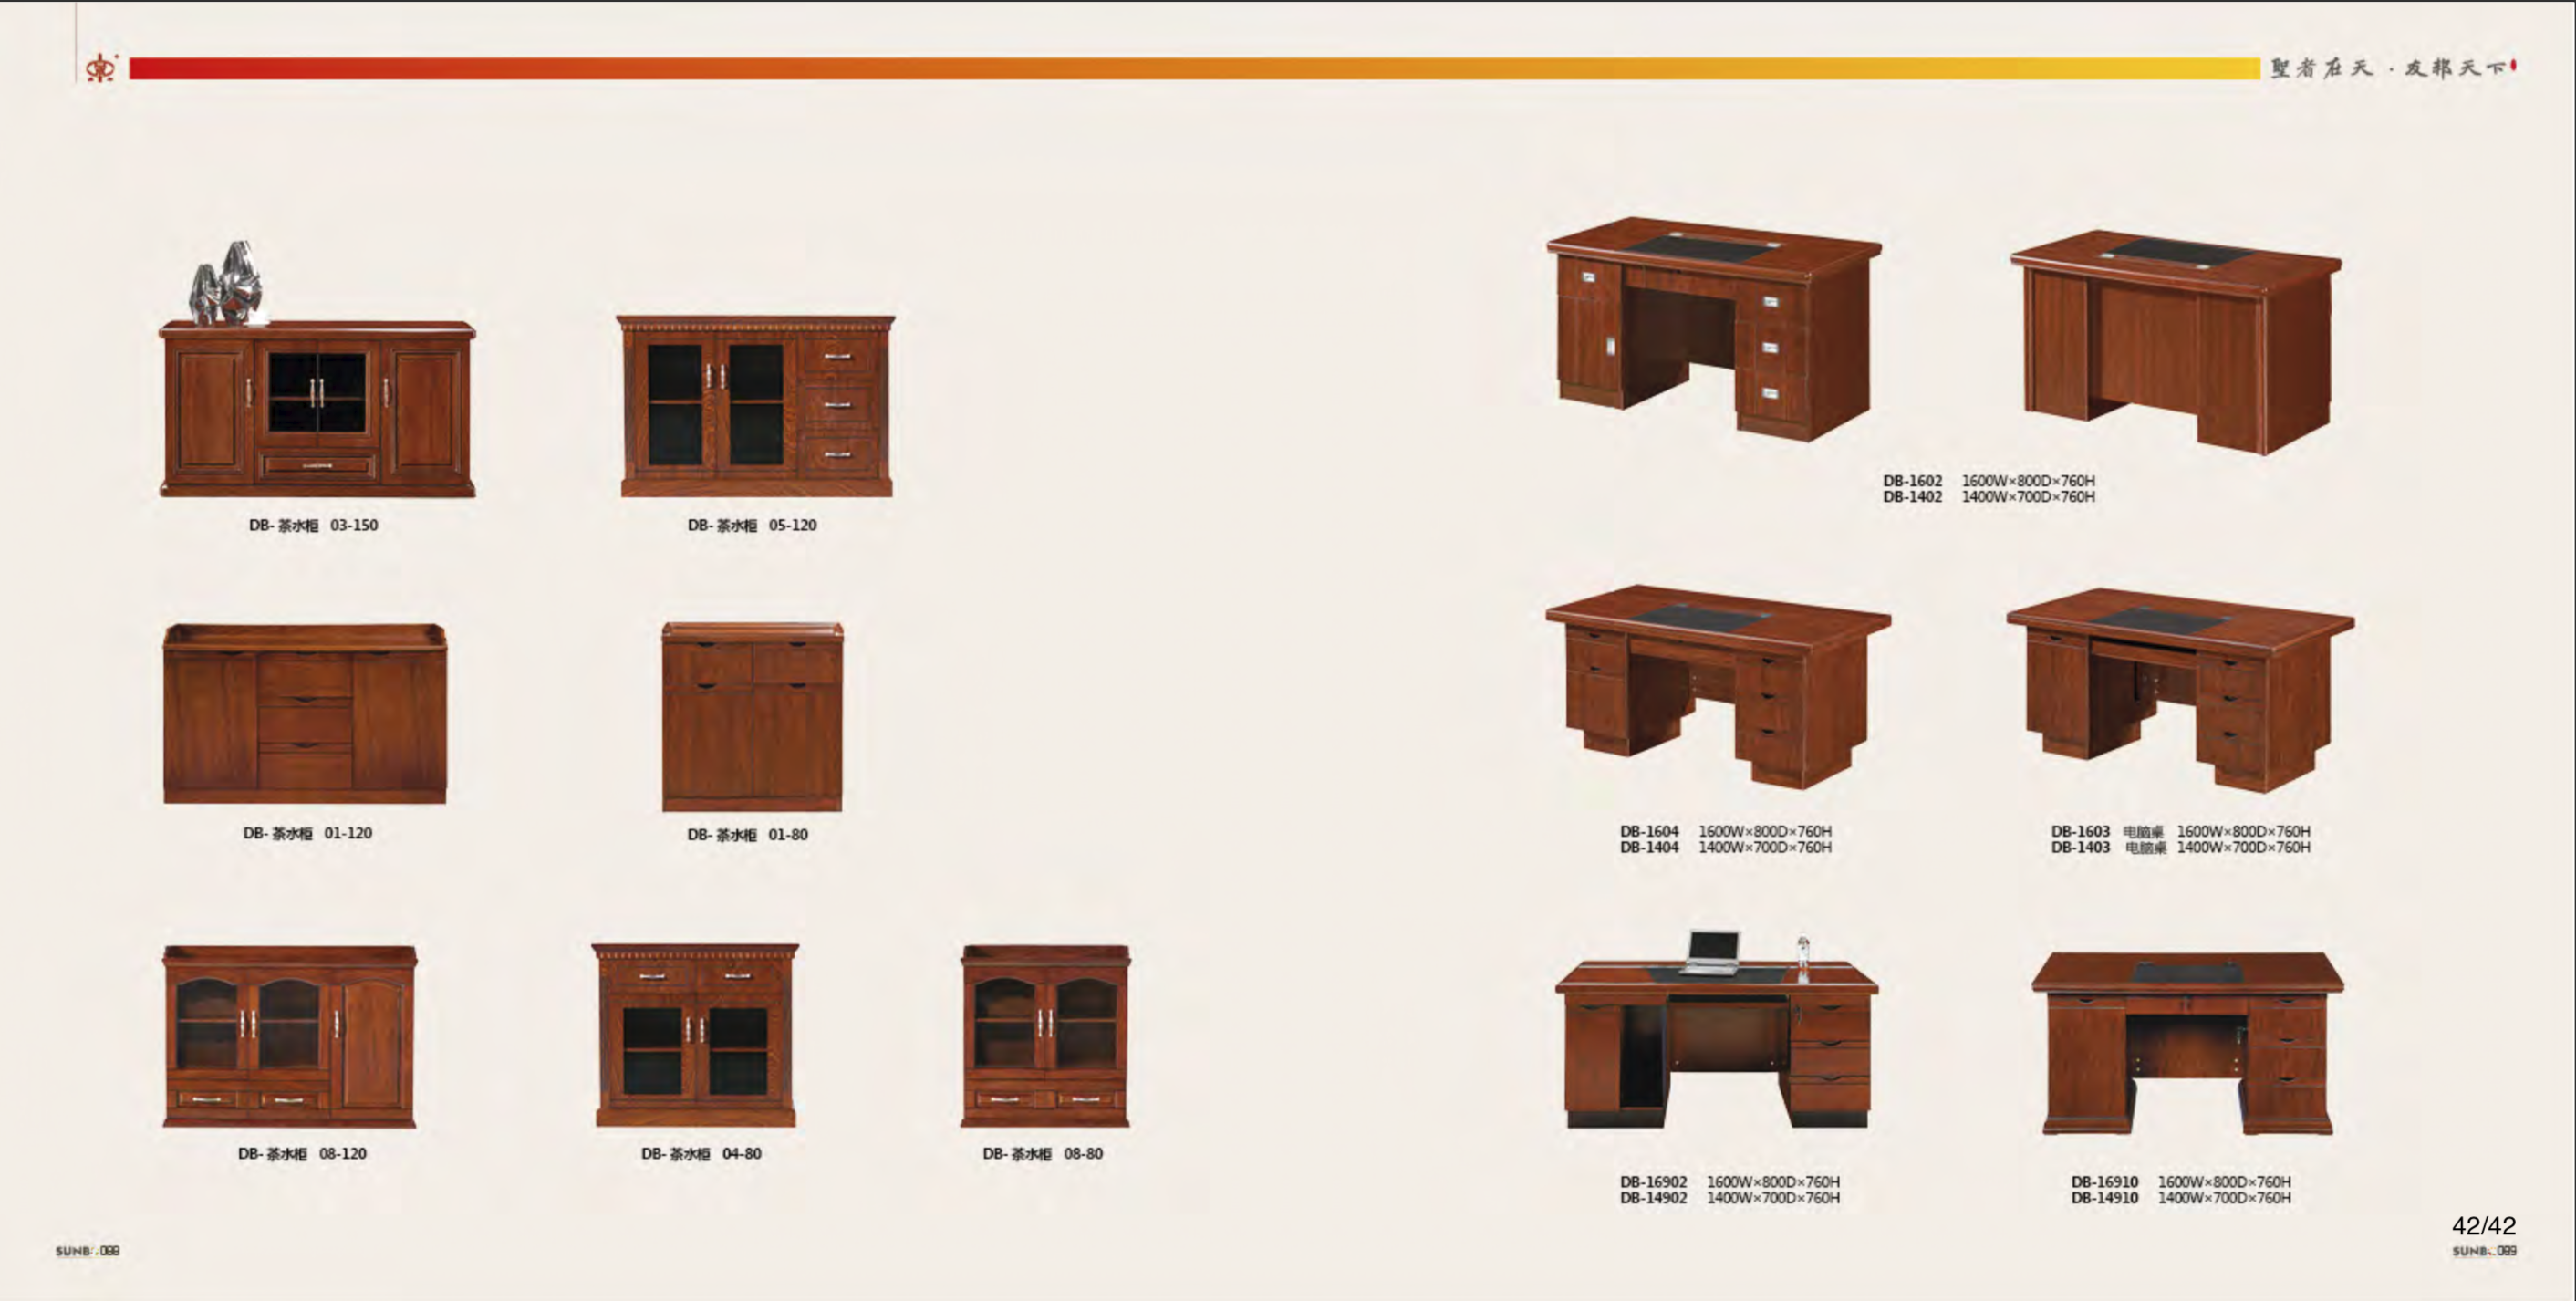 聖者在天·友邦天下
DB-茶水柜 03-150
DB-茶水柜 05-120
DB-茶水柜 01-120
DB-茶水柜 01-80
DB-茶水柜 08-120
DB-茶水柜 04-80
DB-茶水柜 08-80
DB-1602 1600W×800D×760H
DB-1402 1400W×700D×760H
DB-1604 1600W×800D×760H
DB-1404 1400W×700D×760H
DB-1603 电脑桌 1600W×800D×760H
DB-1403 电脑桌 1400W×700D×760H
DB-16902 1600W×800D×760H
DB-14902 1400W×700D×760H
DB-16910 1600W×800D×760H
DB-14910 1400W×700D×760H
42/42